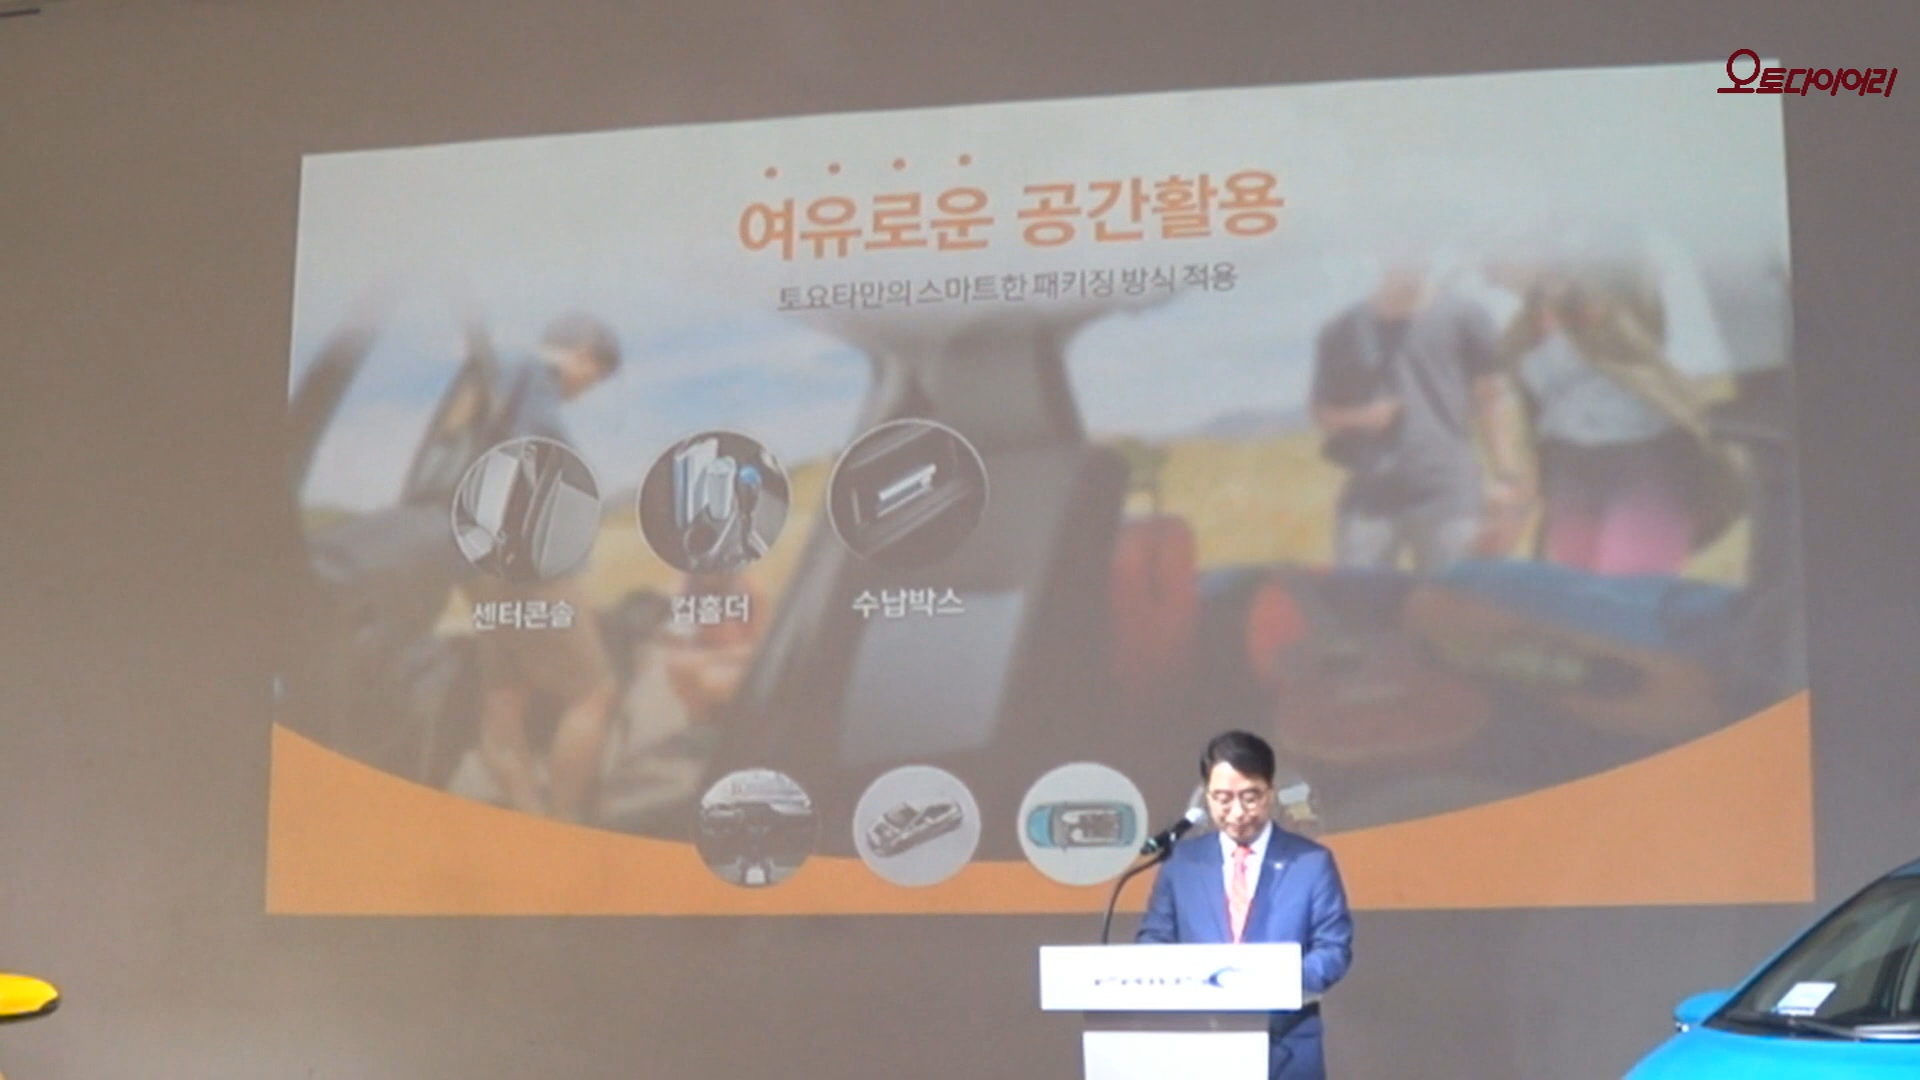 오토다이어리
여유로운 공간활용
토요타만의 스마트한 패키징 방식 적용
센터콘솔
컵홀더
수납박스
PRIUS C